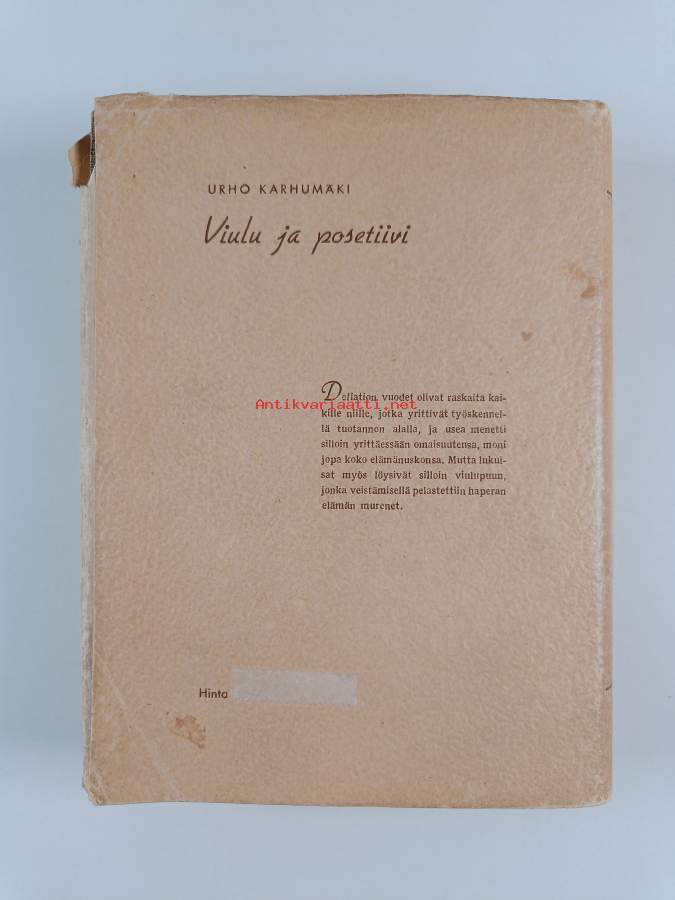 URHO KARHUMÄKI
Viulu ja posetiivi
Deflation vuodet olivat raskaita kai-
kille niille, jotka yrittivät työskennel-
Antikvariaatti.net
lä tuotannon alalla, ja usea menetti
silloin yrittäessään omaisuutensa, moni
jopa koko elämänuskonsa. Mutta lukui-
sat myös löysivät silloin viulupuun,
jonka veistämisellä pelastettiin haperan
elämän murenet.
Hinta